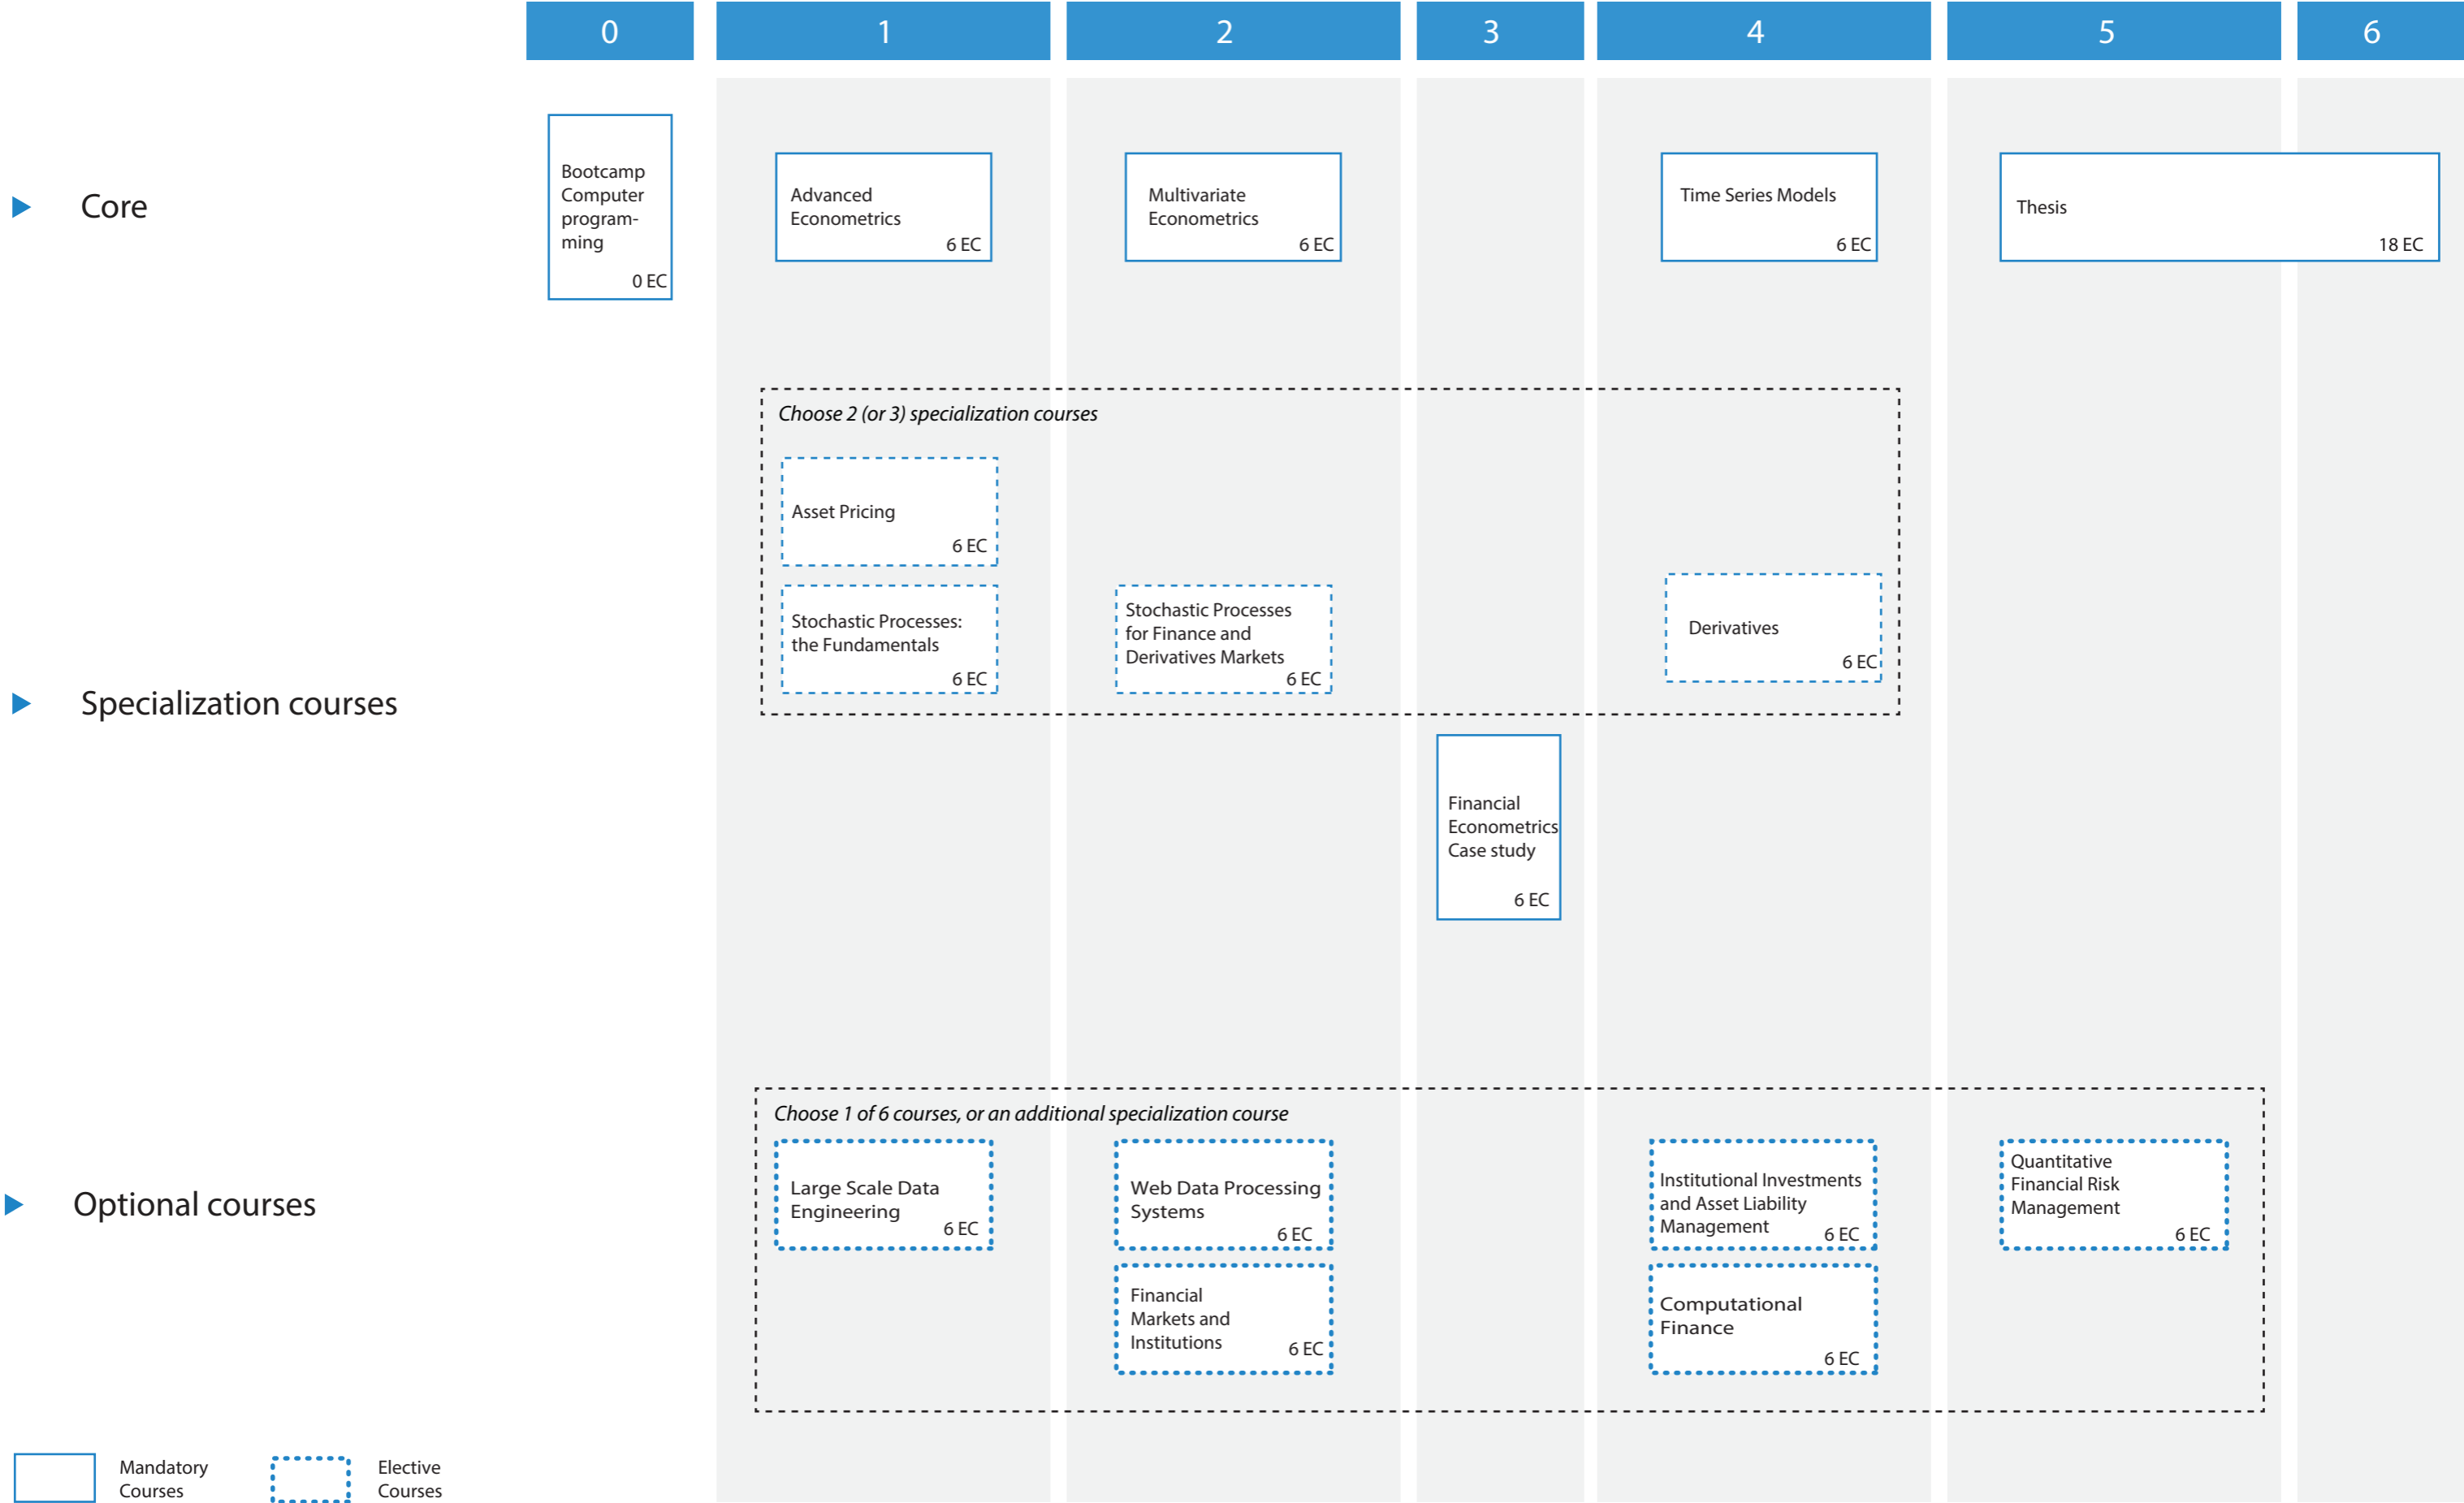 0
1
2
3
4
5
6
Core
Bootcamp
Computer
program-
ming
0 EC
Advanced
Econometrics
6 EC
Multivariate
Econometrics
6 EC
Time Series Models
6 EC
Thesis
18 EC
Specialization courses
Choose 2 (or 3) specialization courses
Asset Pricing
6 EC
Stochastic Processes:
the Fundamentals
6 EC
Stochastic Processes
for Finance and
Derivatives Markets
6 EC
Derivatives
6 EC
Financial
Econometrics
Case study
6 EC
Optional courses
Choose 1 of 6 courses, or an additional specialization course
Large Scale Data
Engineering
6 EC
Web Data Processing
Systems
6 EC
Institutional Investments
and Asset Liability
Management
6 EC
Quantitative
Financial Risk
Management
6 EC
Financial
Markets and
Institutions
6 EC
Computational
Finance
6 EC
Mandatory
Courses
Elective
Courses